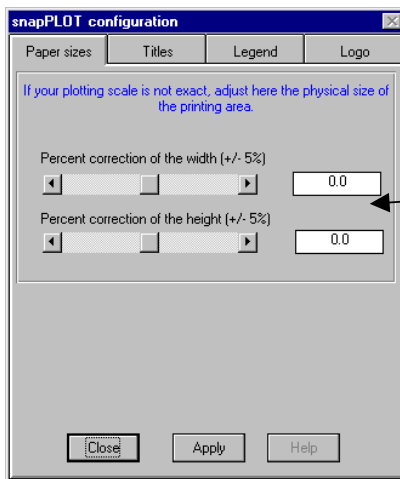 snapPLOT configuration
Paper sizes Titles Legend Logo
If your plotting scale is not exact, adjust here the physical size of
the printing area.
Percent correction of the width (+/- 5%)
0.0
Percent correction of the height (+/- 5%)
0.0
Close Apply Help